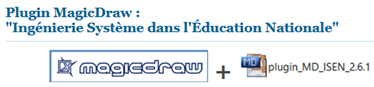 Plugin MagicDraw :
"Ingénierie Système dans l'Éducation Nationale"
magicdraw + MD plugin_MD_ISEN_2.6.1